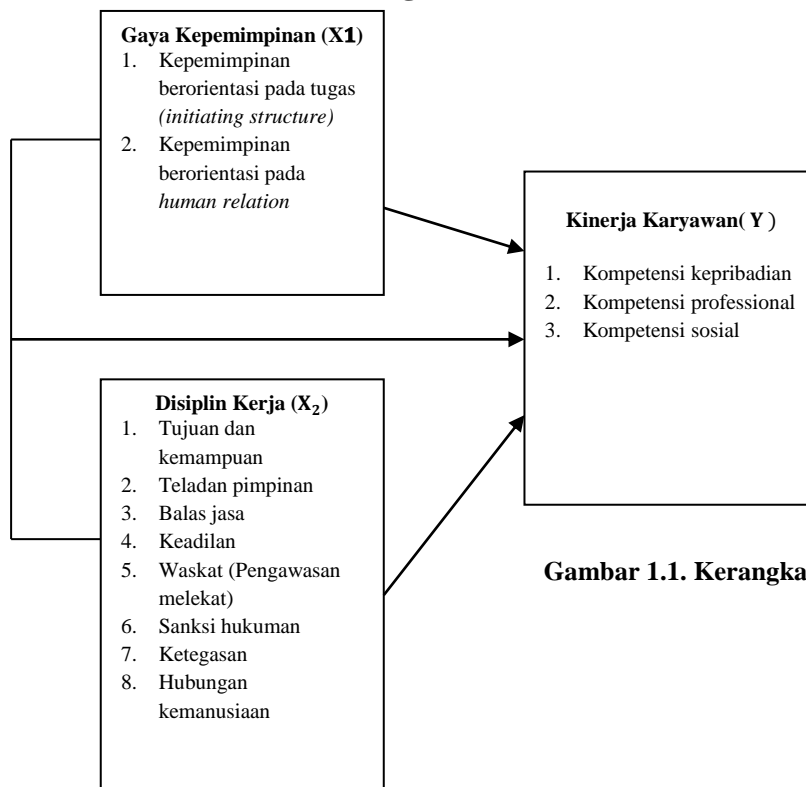 Gaya Kepemimpinan (X1)
1. Kepemimpinan
berorientasi pada tugas
(initiating structure)
2. Kepemimpinan
berorientasi pada
human relation
Kinerja Karyawan( Y )
1. Kompetensi kepribadian
2. Kompetensi professional
3. Kompetensi sosial
Disiplin Kerja (X₂)
1. Tujuan dan
kemampuan
2. Teladan pimpinan
3. Balas jasa
4. Keadilan
5. Waskat (Pengawasan
melekat)
6. Sanksi hukuman
7. Ketegasan
8. Hubungan
kemanusiaan
Gambar 1.1. Kerangka